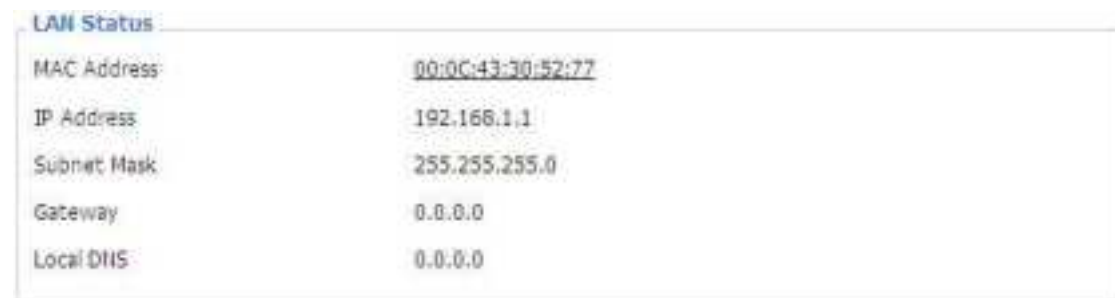 LAN Status
MAC Address 00:0C:43:30:52:77
IP Address 192.168.1.1
Subnet Mask 255.255.255.0
Gateway 0.0.0.0
Local DNS 0.0.0.0